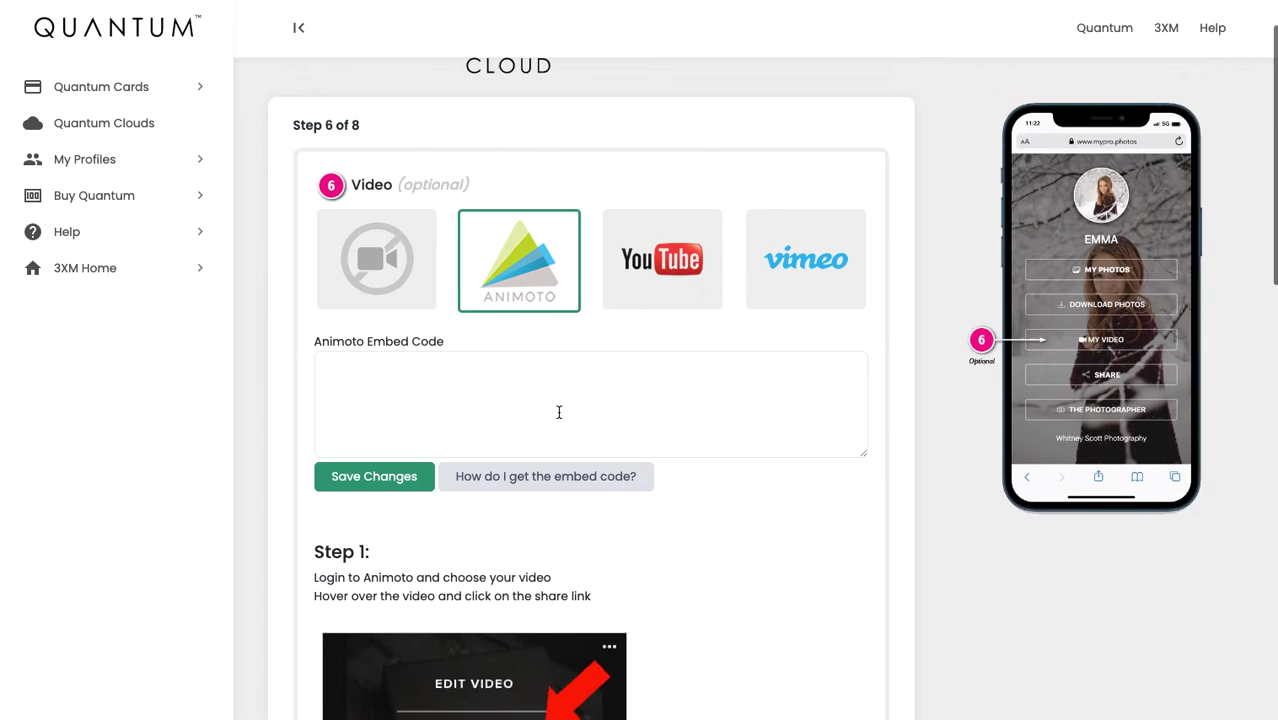 QUANTUM™
Quantum Cards
Quantum Clouds
My Profiles
Buy Quantum
Help
3XM Home
Quantum 3XM Help
CLOUD
Step 6 of 8
6 Video (optional)
ANIMOTO
YouTube
vimeo
Animoto Embed Code
Save Changes
How do I get the embed code?
Step 1:
Login to Animoto and choose your video
Hover over the video and click on the share link
EDIT VIDEO
11:22 5G
AA www.mypro.photos
EMMA
MY PHOTOS
DOWNLOAD PHOTOS
6 MY VIDEO
Optional
SHARE
THE PHOTOGRAPHER
Whitney Scott Photography